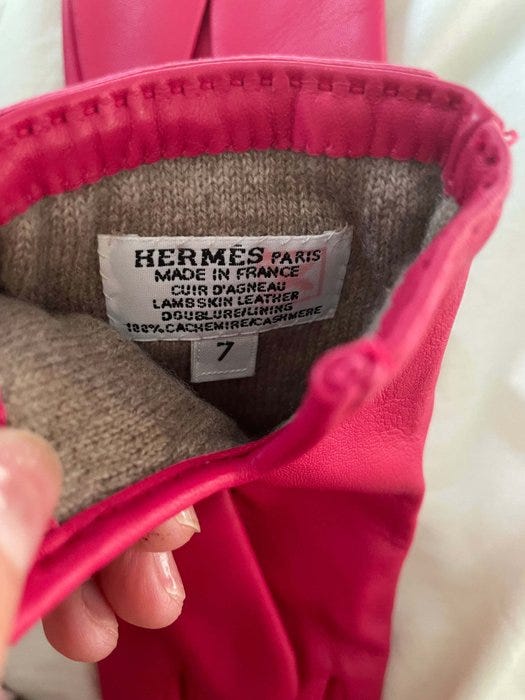 HERMÈS PARIS
MADE IN FRANCE
CUIR D'AGNEAU
LAMBSKIN LEATHER
DOUBLURE/LINING
100% CACHEMIRE/CASHMERE
7